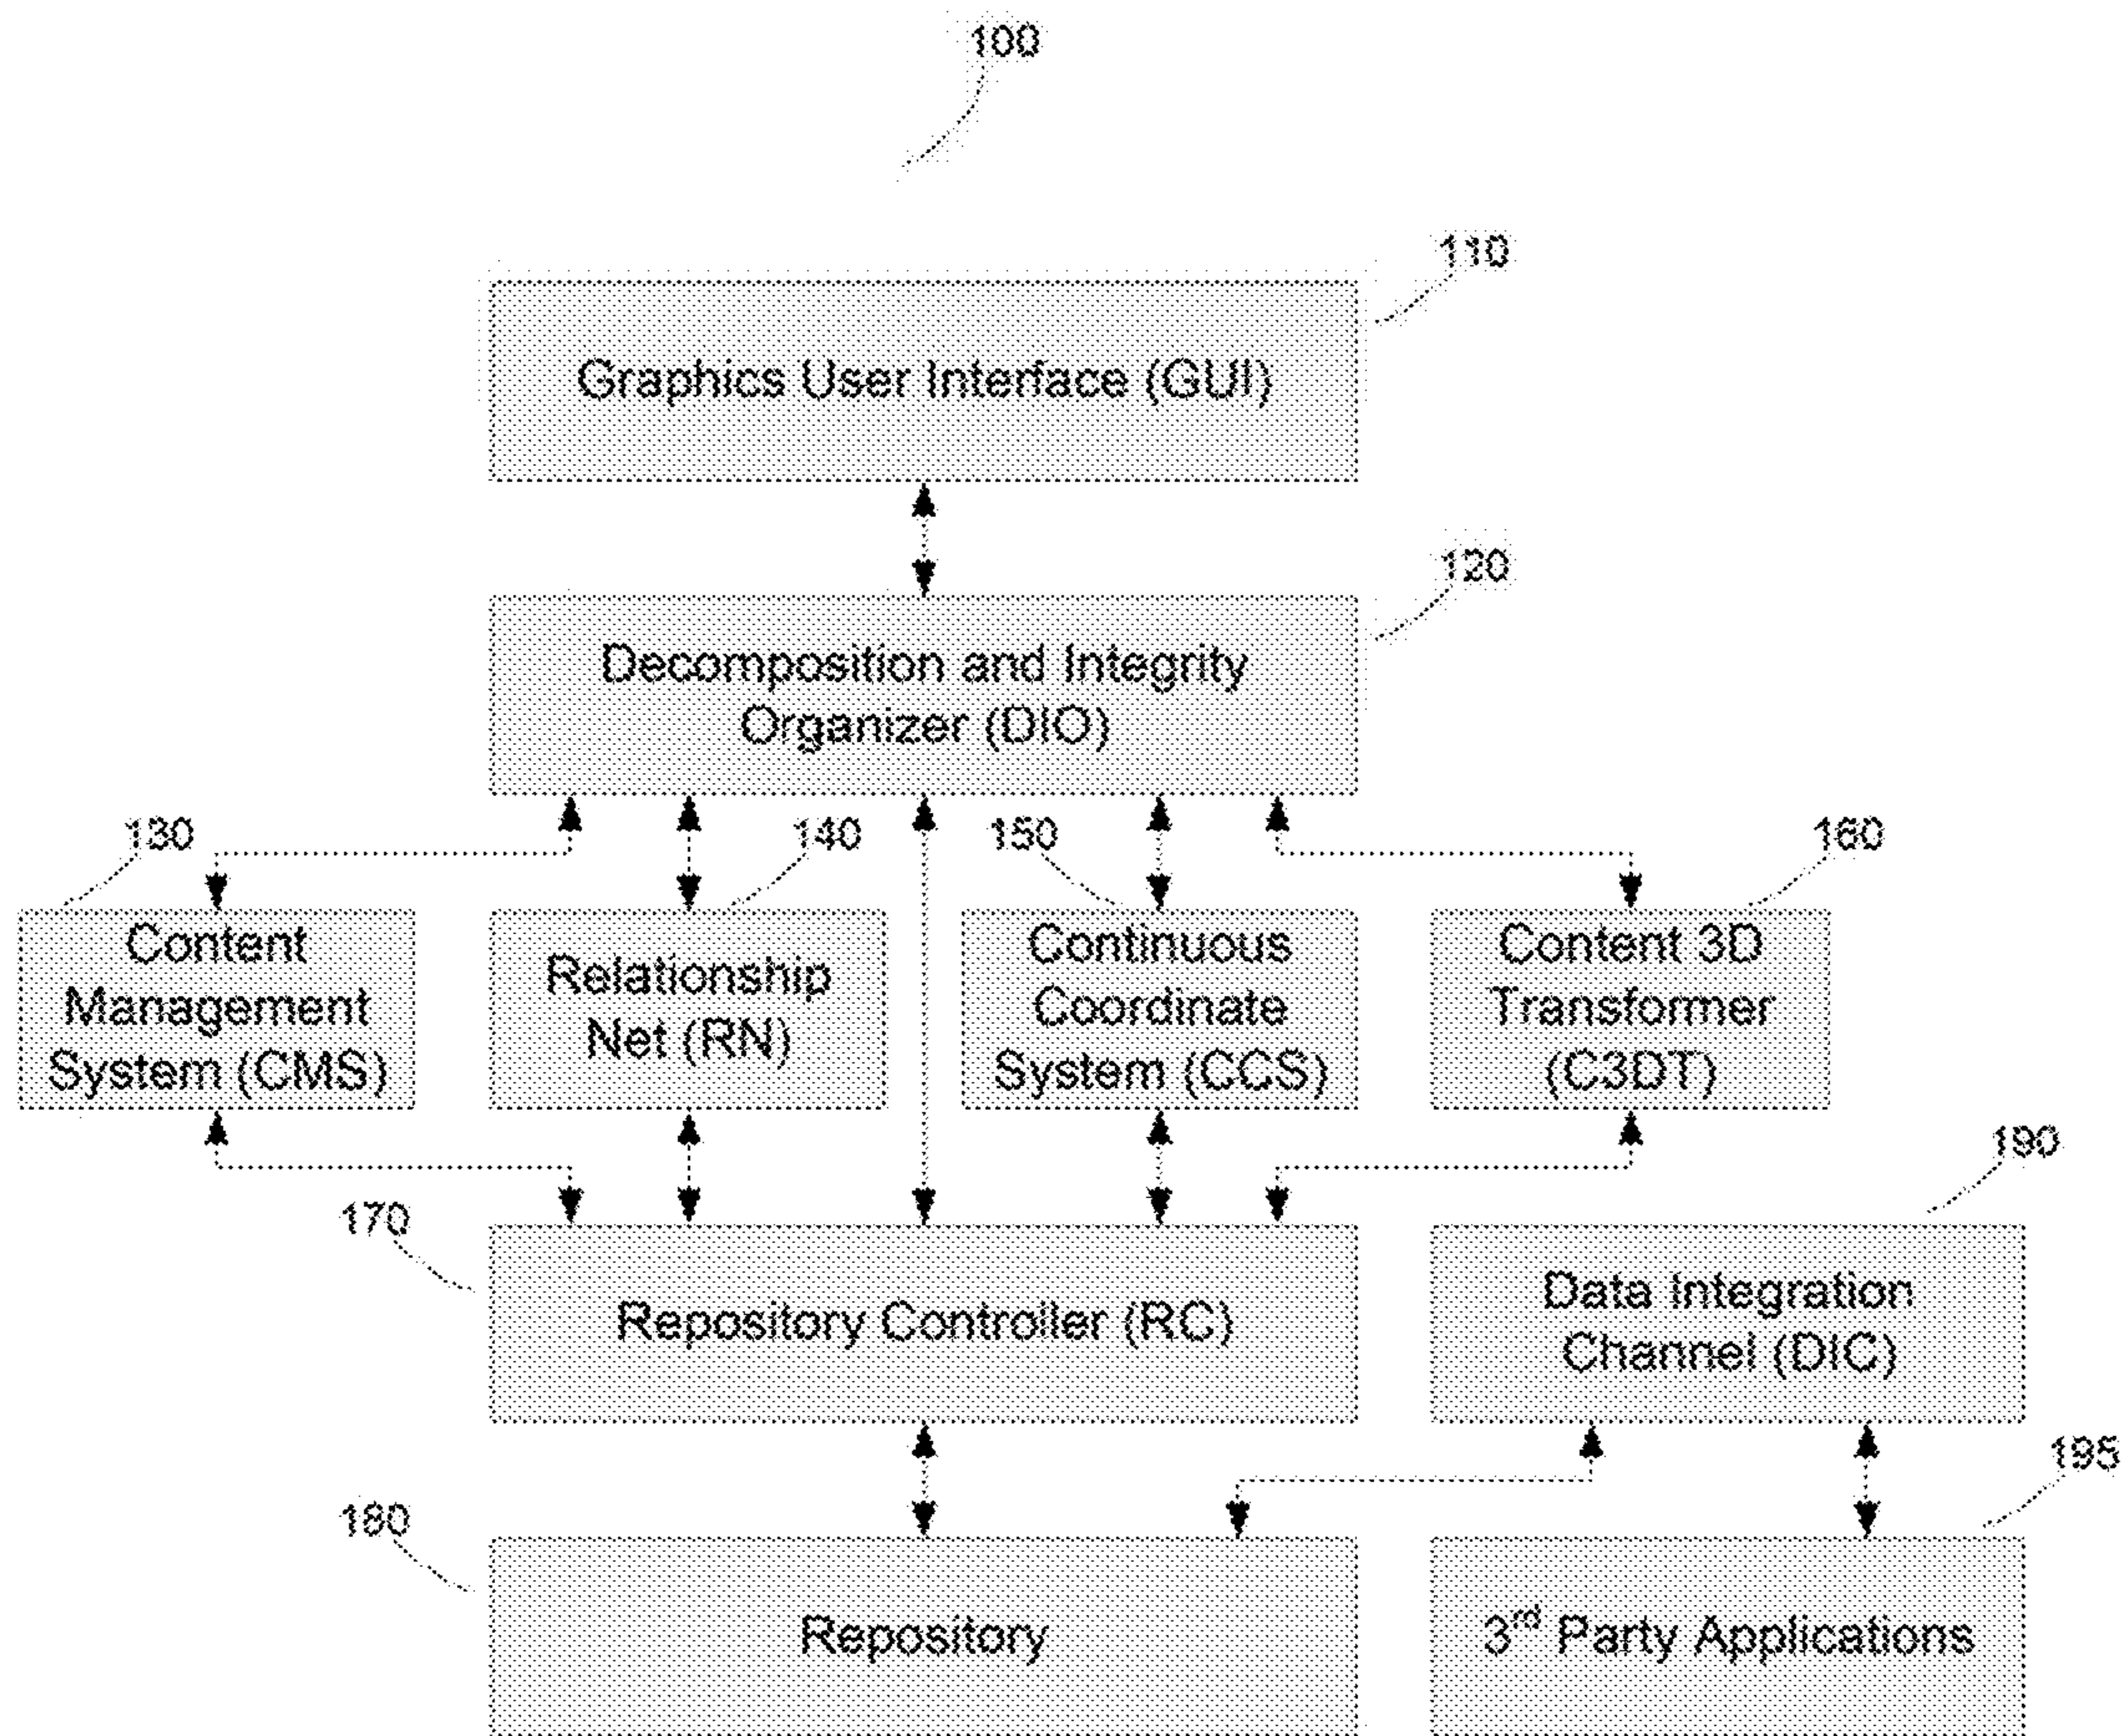 100
110
Graphics User Interface (GUI)
120
Decomposition and Integrity
Organizer (DIO)
130
140
150
160
Content
Management
System (CMS)
Relationship
Net (RN)
Continuous
Coordinate
System (CCS)
Content 3D
Transformer
(C3DT)
190
170
Repository Controller (RC)
Data Integration
Channel (DIC)
195
180
Repository
3rd Party Applications